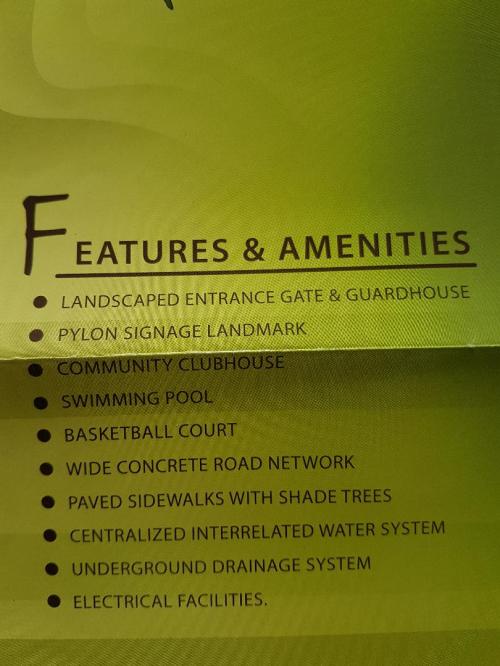 FEATURES & AMENITIES
● LANDSCAPED ENTRANCE GATE & GUARDHOUSE
● PYLON SIGNAGE LANDMARK
● COMMUNITY CLUBHOUSE
● SWIMMING POOL
● BASKETBALL COURT
● WIDE CONCRETE ROAD NETWORK
● PAVED SIDEWALKS WITH SHADE TREES
● CENTRALIZED INTERRELATED WATER SYSTEM
● UNDERGROUND DRAINAGE SYSTEM
● ELECTRICAL FACILITIES.